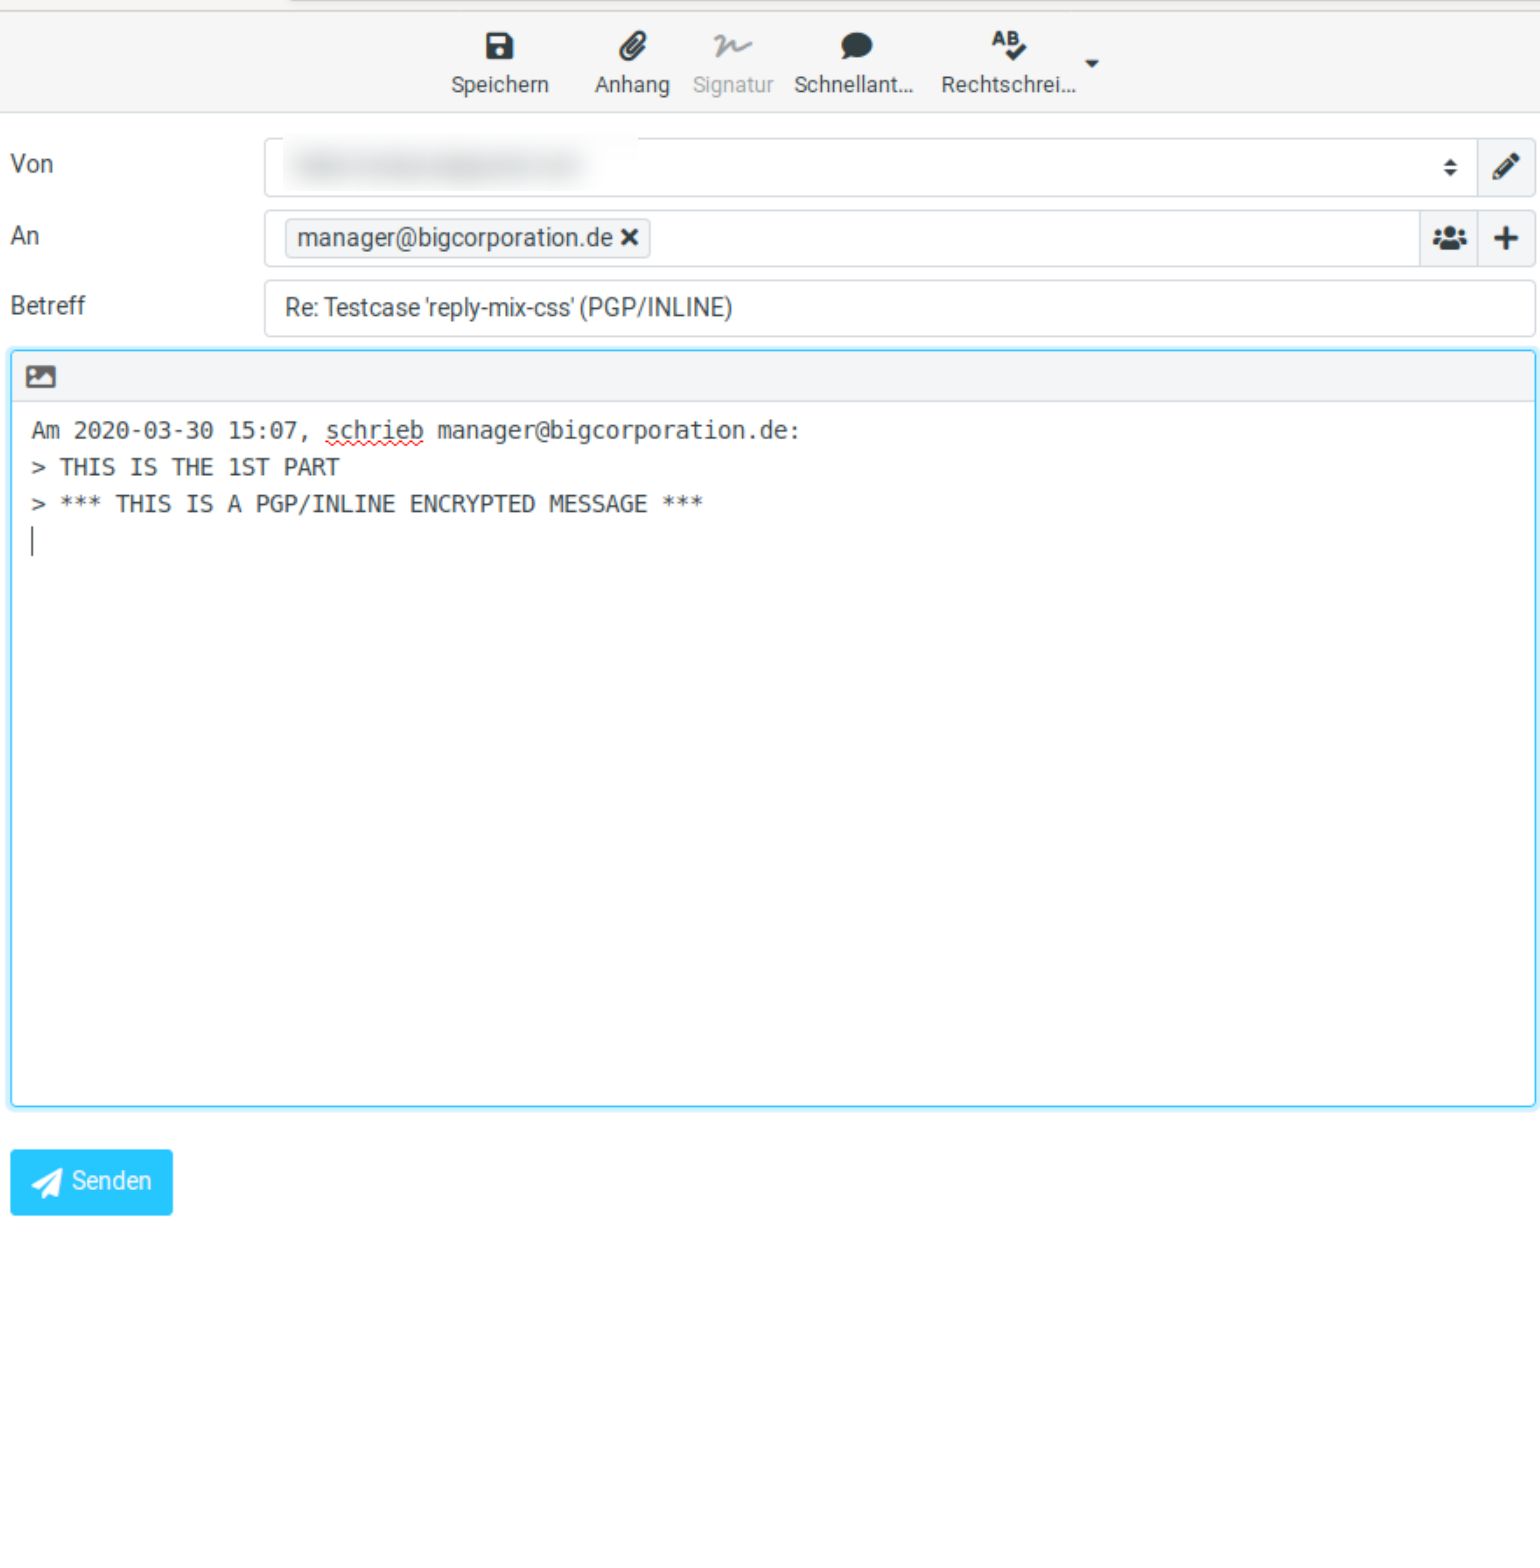 Speichern Anhang Signatur Schnellant... Rechtschrei...
Von
An manager@bigcorporation.de
Betreff Re: Testcase 'reply-mix-css' (PGP/INLINE)
Am 2020-03-30 15:07, schrieb manager@bigcorporation.de:
> THIS IS THE 1ST PART
> *** THIS IS A PGP/INLINE ENCRYPTED MESSAGE ***
Senden